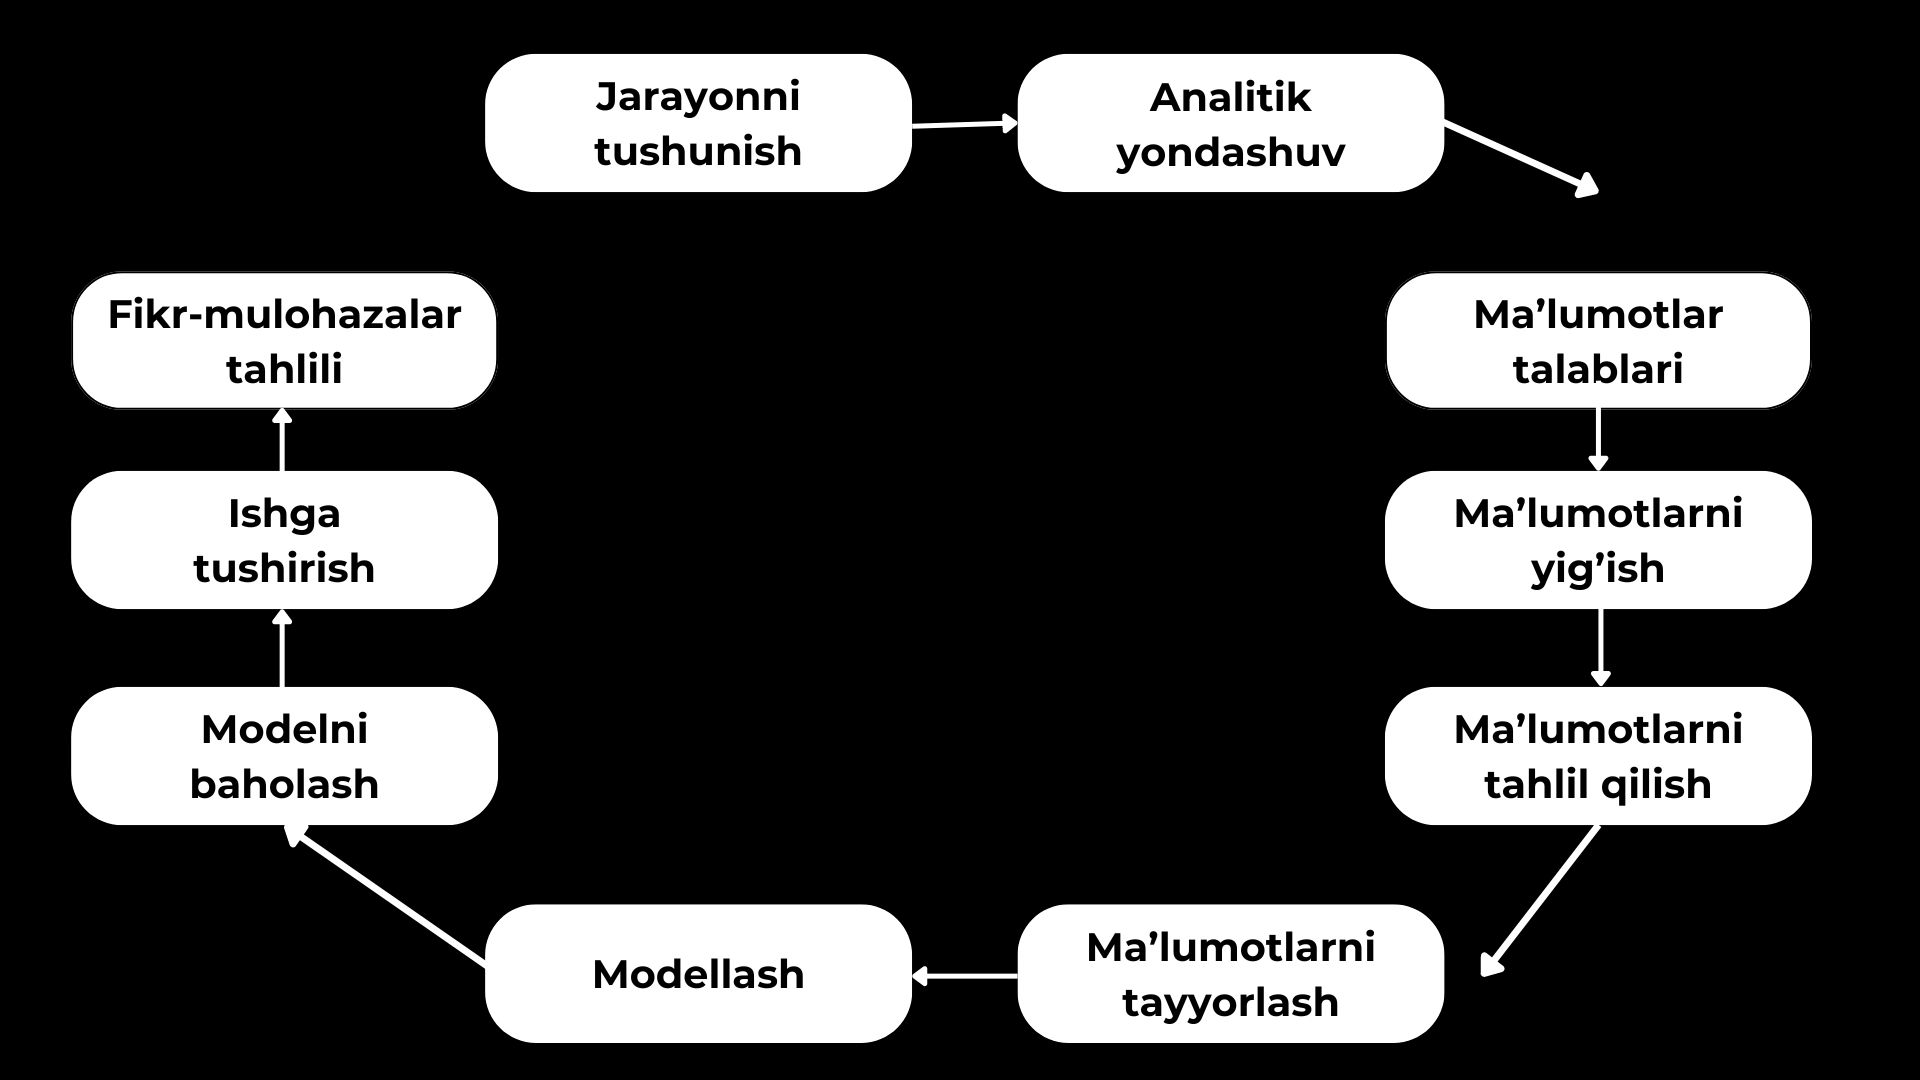 Jarayonni
tushunish
Analitik
yondashuv
Ma’lumotlar
talablari
Ma’lumotlarni
yig’ish
Ma’lumotlarni
tahlil qilish
Ma’lumotlarni
tayyorlash
Modellash
Modelni
baholash
Ishga
tushirish
Fikr-mulohazalar
tahlili